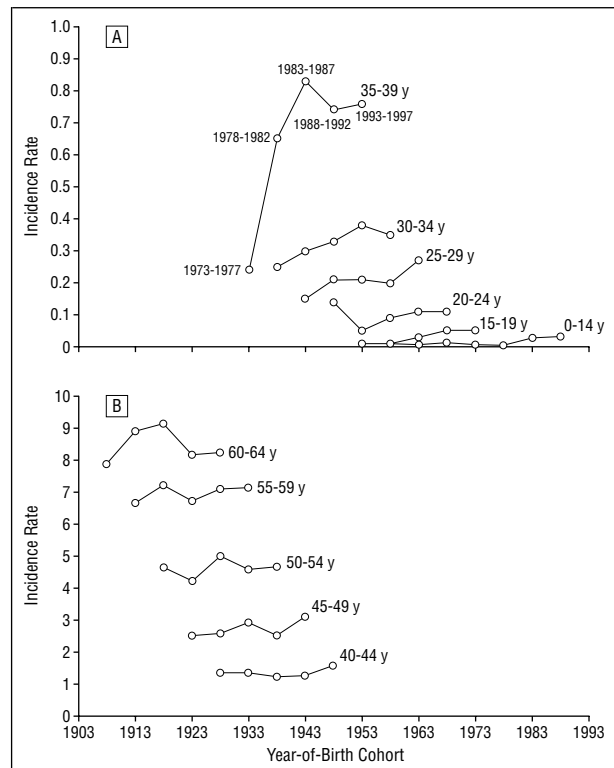 A
1.0
0.9
0.8
0.7
0.6
0.5
0.4
0.3
0.2
0.1
0
Incidence Rate
1983-1987
35-39 y
1978-1982
1988-1992
1993-1997
1973-1977
30-34 y
25-29 y
20-24 y
15-19 y
0-14 y
B
10
9
8
7
6
5
4
3
2
1
0
Incidence Rate
60-64 y
55-59 y
50-54 y
45-49 y
40-44 y
1903 1913 1923 1933 1943 1953 1963 1973 1983 1993
Year-of-Birth Cohort